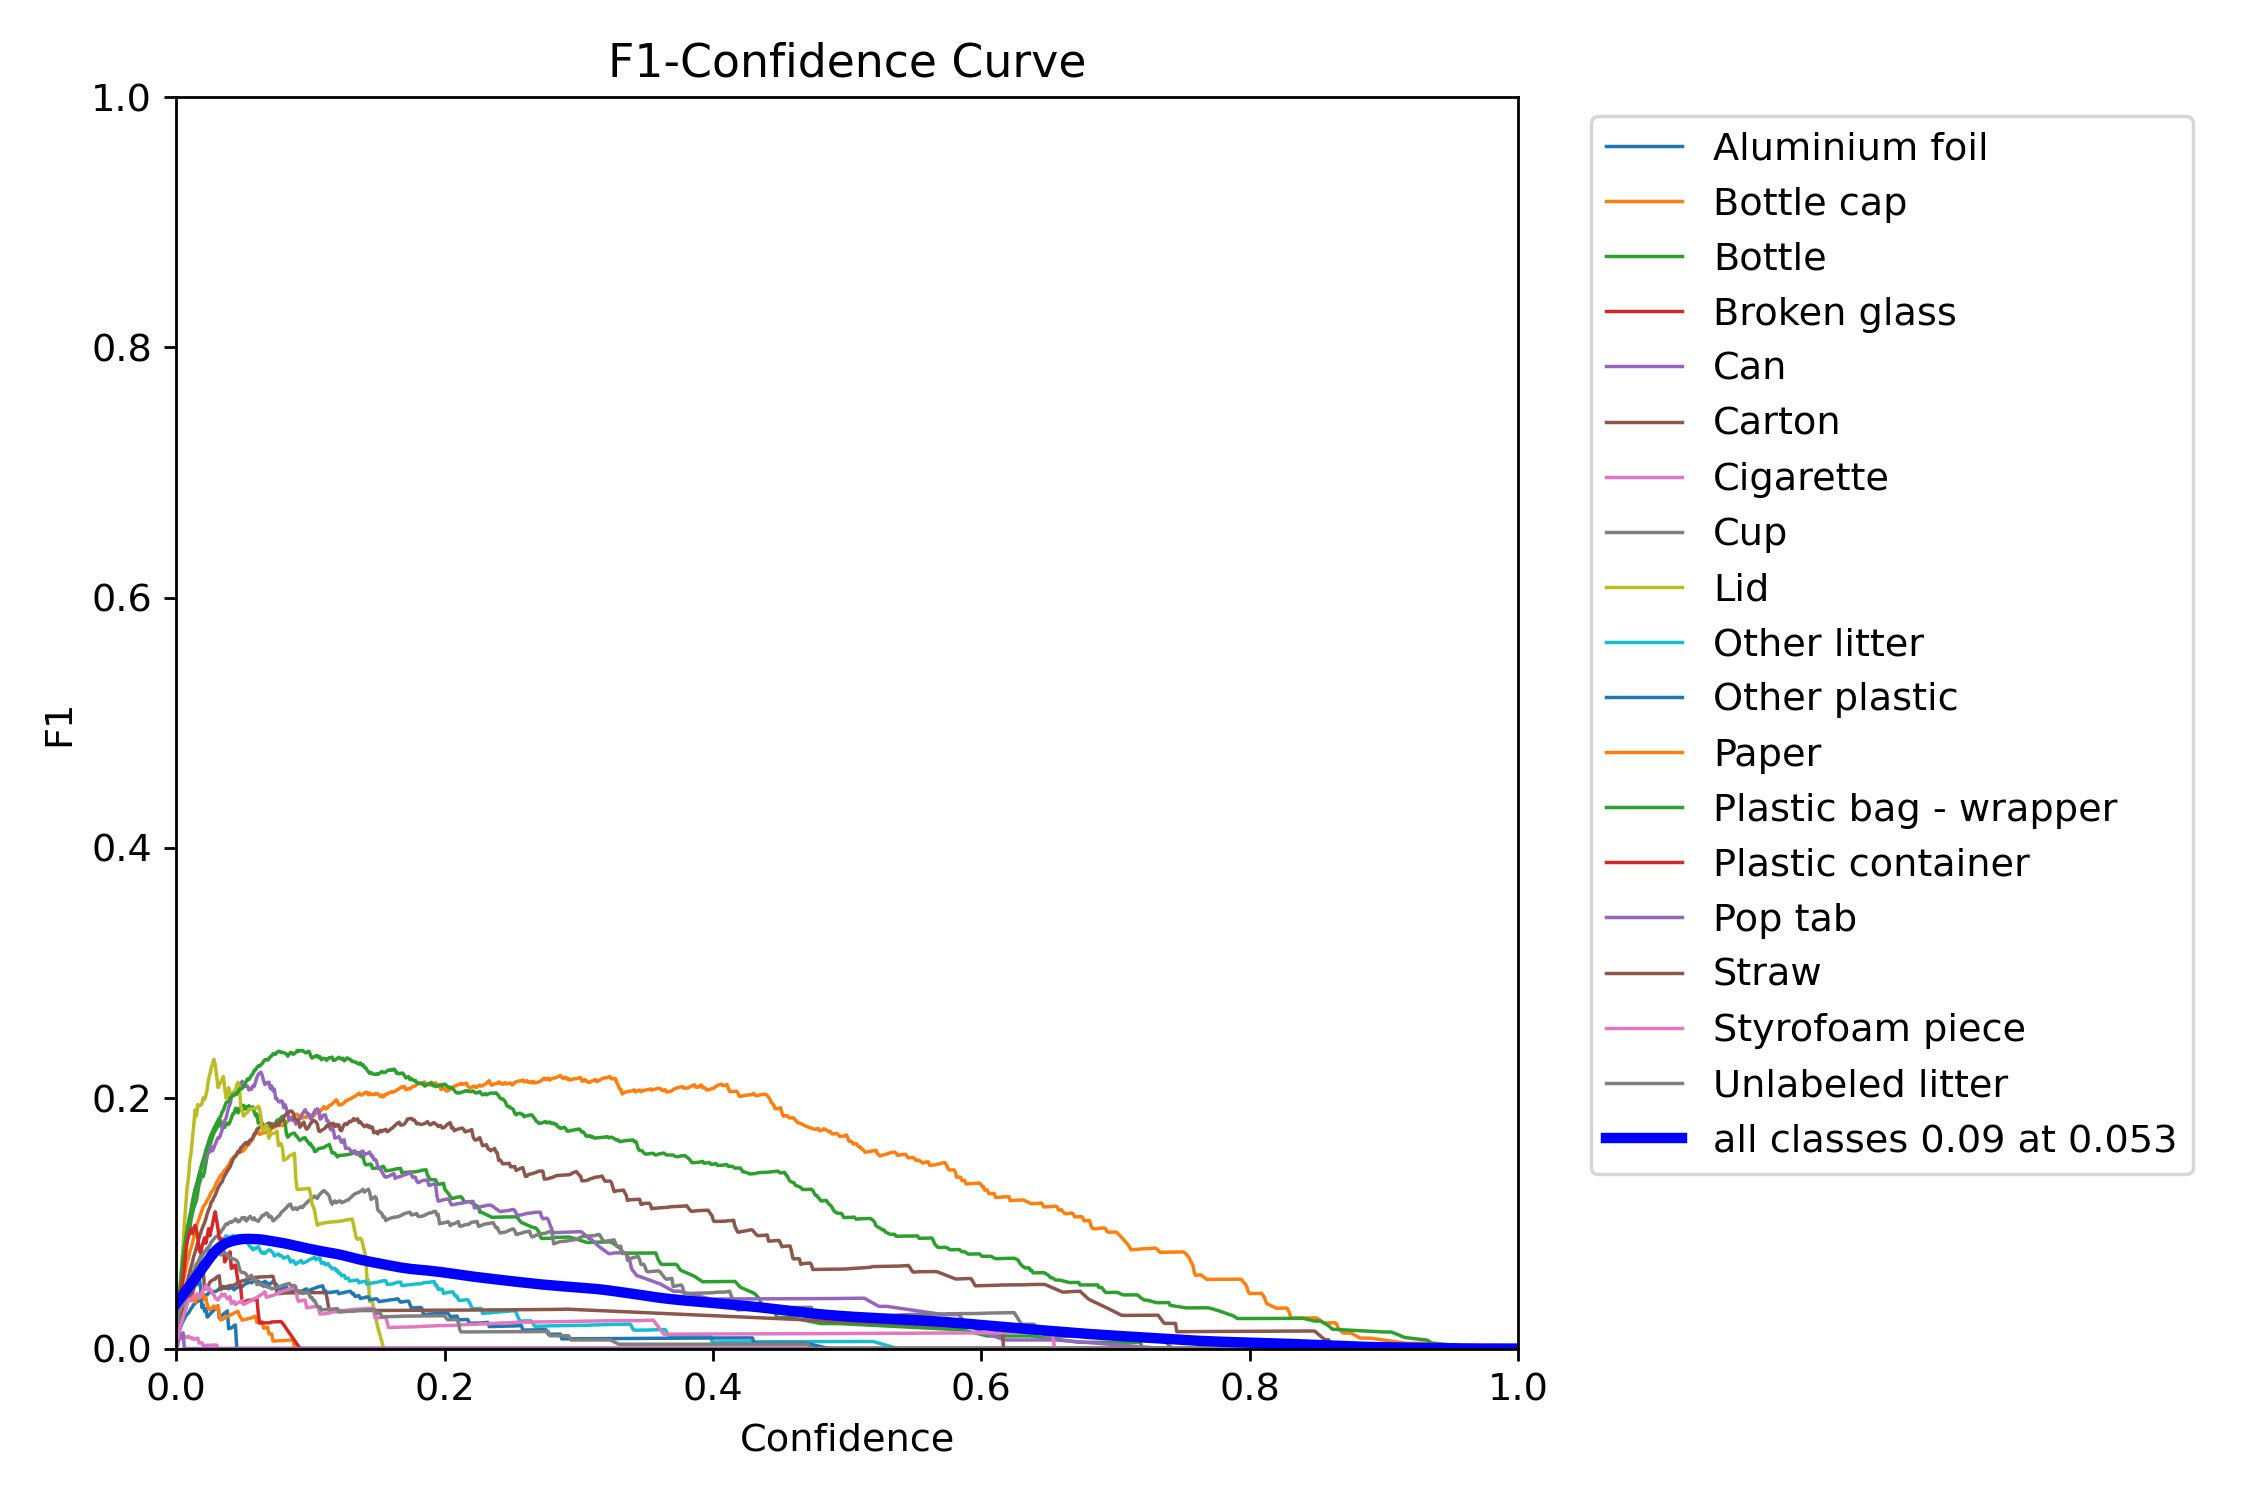 F1-Confidence Curve
1.0
0.8
0.6
0.4
0.2
0.0
F1
0.0 0.2 0.4 0.6 0.8 1.0
Confidence
Aluminium foil
Bottle cap
Bottle
Broken glass
Can
Carton
Cigarette
Cup
Lid
Other litter
Other plastic
Paper
Plastic bag - wrapper
Plastic container
Pop tab
Straw
Styrofoam piece
Unlabeled litter
all classes 0.09 at 0.053